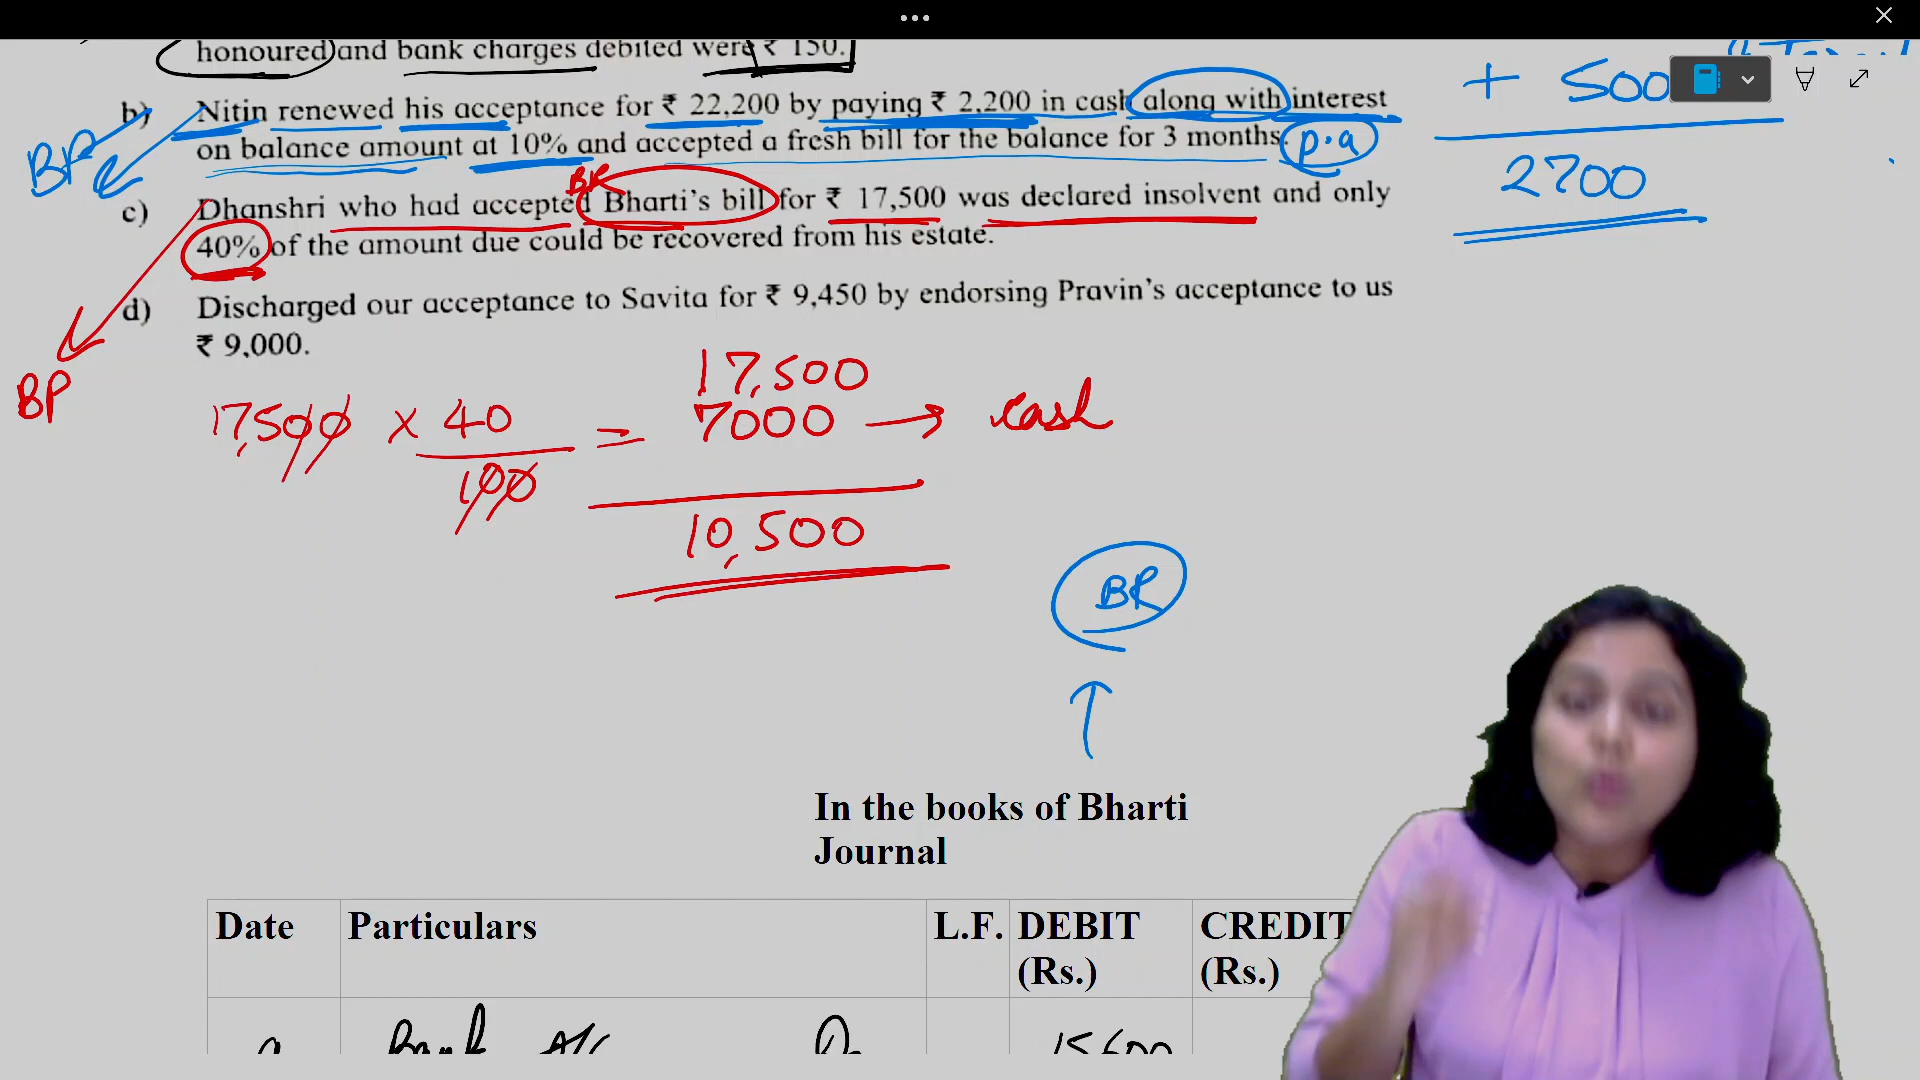 honoured and bank charges debited were ₹ 150.
+ 500
b) Nitin renewed his acceptance for ₹ 22,200 by paying ₹ 2,200 in cash along with interest
on balance amount at 10% and accepted a fresh bill for the balance for 3 months. p.a
BP
2700
BR
c) Dhanshri who had accepted Bharti's bill for ₹ 17,500 was declared insolvent and only
40% of the amount due could be recovered from his estate.
d) Discharged our acceptance to Savita for ₹ 9,450 by endorsing Pravin's acceptance to us
₹ 9,000.
BP
17,500
17,500 × 40 = 7000 → cash
100
10,500
BR
In the books of Bharti
Journal
Date Particulars L.F. DEBIT CREDIT
(Rs.) (Rs.)
a Bank A/c Dr 15600